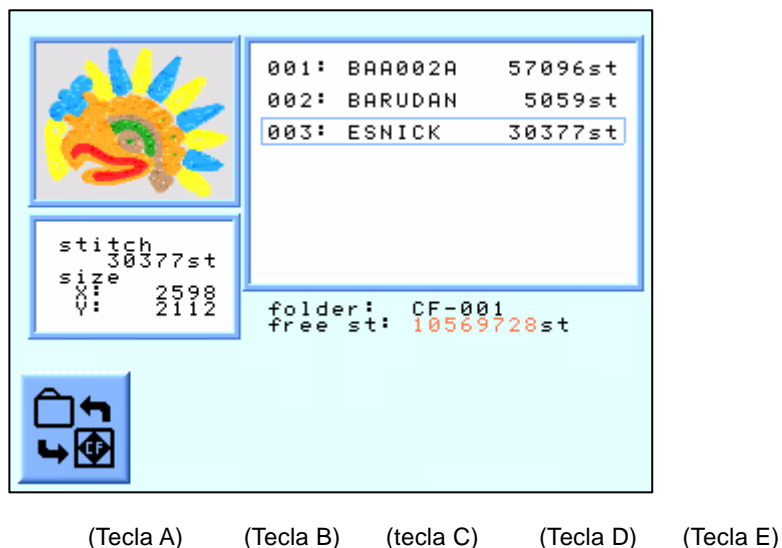 001: BAA002A 57096st
002: BARUDAN 5059st
003: ESNICK 30377st
stitch
30377st
size
X: 2598
Y: 2112
folder: CF-001
free st: 10569728st
CF
(Tecla A) (Tecla B) (tecla C) (Tecla D) (Tecla E)